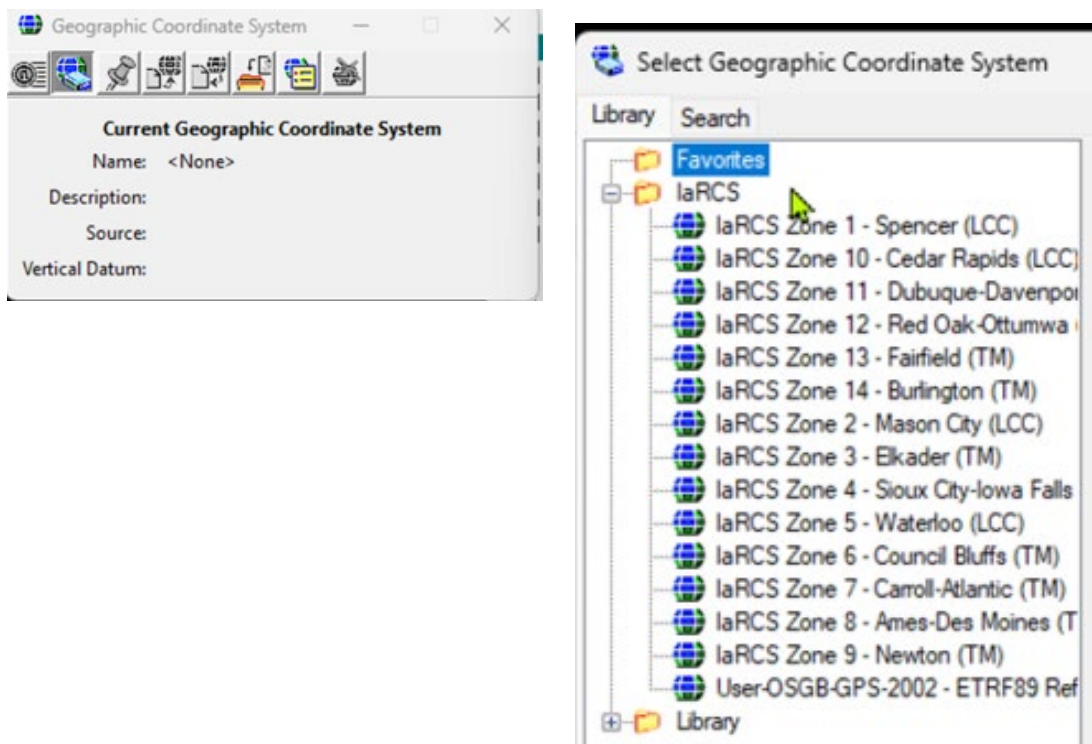 Geographic Coordinate System
Current Geographic Coordinate System
Name: <None>
Description:
Source:
Vertical Datum:
Select Geographic Coordinate System
Library Search
Favorites
IaRCS
IaRCS Zone 1 - Spencer (LCC)
IaRCS Zone 10 - Cedar Rapids (LCC)
IaRCS Zone 11 - Dubuque-Davenpor
IaRCS Zone 12 - Red Oak-Ottumwa (
IaRCS Zone 13 - Fairfield (TM)
IaRCS Zone 14 - Burlington (TM)
IaRCS Zone 2 - Mason City (LCC)
IaRCS Zone 3 - Elkader (TM)
IaRCS Zone 4 - Sioux City-Iowa Falls
IaRCS Zone 5 - Waterloo (LCC)
IaRCS Zone 6 - Council Bluffs (TM)
IaRCS Zone 7 - Carroll-Atlantic (TM)
IaRCS Zone 8 - Ames-Des Moines (T
IaRCS Zone 9 - Newton (TM)
User-OSGB-GPS-2002 - ETRF89 Ref
Library